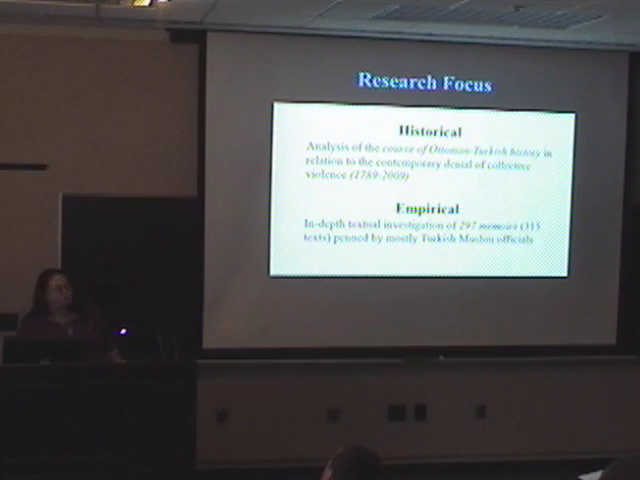 Research Focus
Historical
Analysis of the course of Ottoman-Turkish history in
relation to the contemporary denial of collective
violence (1789-2009)
Empirical
In-depth textual investigation of 297 memoirs (315
texts) penned by mostly Turkish Muslim officials